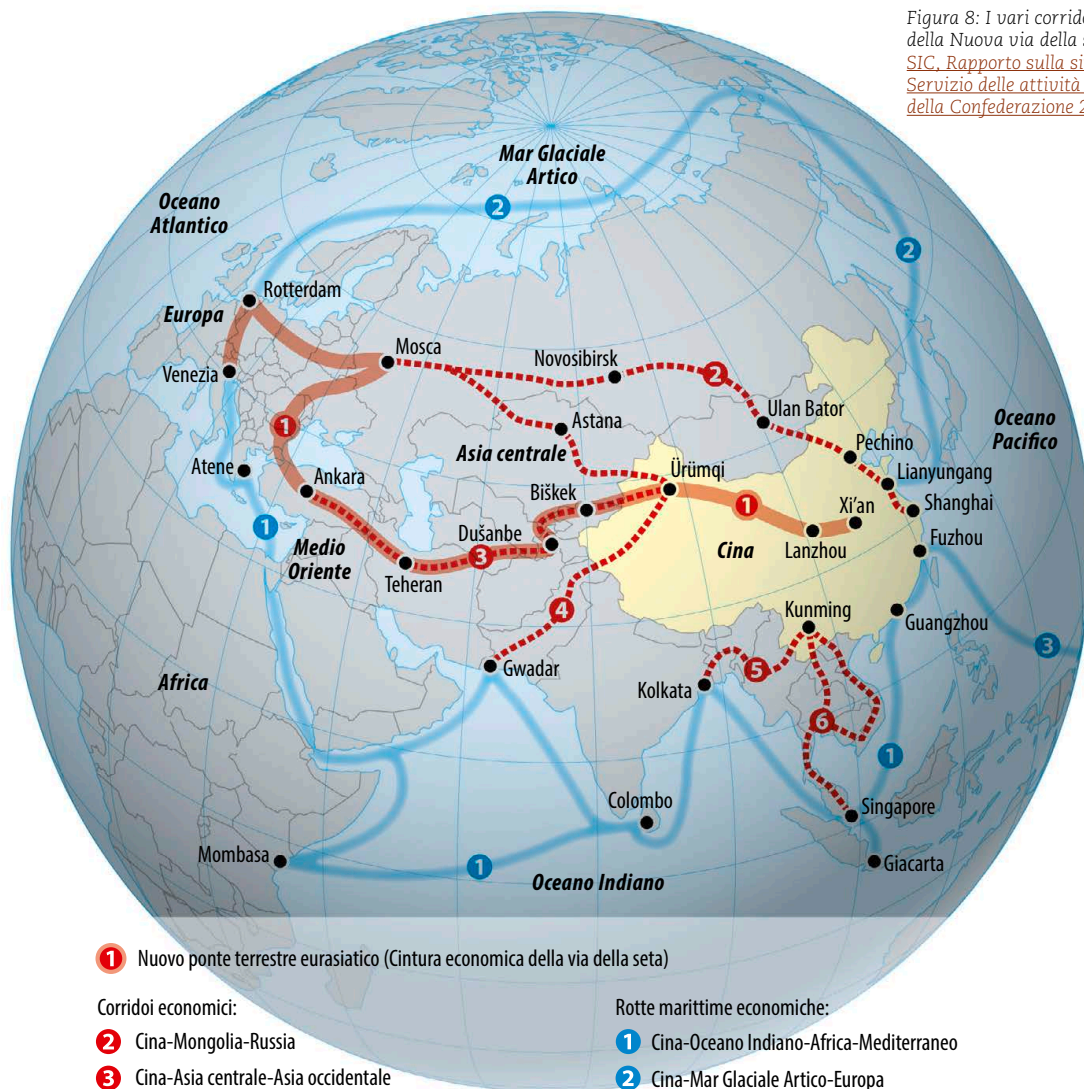 Figura 8: I vari
della Nuova via della
SIC, Rapporto sulla
Servizio delle attività
della Confederazione
Mar Glaciale
Artico
Oceano
Atlantico
2
2
Rotterdam
Europa
Mosca
Novosibirsk
2
Venezia
Ulan Bator
Oceano
Pacifico
Astana
1
Asia centrale
Pechino
Atene
Ürümqi
Lianyungang
Ankara
Biškek
1
Xi'an
Shanghai
1
Medio
Oriente
Dušanbe
3
Lanzhou
Fuzhou
Teheran
Cina
4
Kunming
Guangzhou
3
Gwadar
5
Africa
Kolkata
6
1
Colombo
Singapore
Mombasa
1
Oceano Indiano
Giacarta
1 Nuovo ponte terrestre eurasiatico (Cintura economica della via della seta)
Corridoi economici:
Rotte marittime economiche:
2 Cina-Mongolia-Russia
1 Cina-Oceano Indiano-Africa-Mediterraneo
3 Cina-Asia centrale-Asia occidentale
2 Cina-Mar Glaciale Artico-Europa